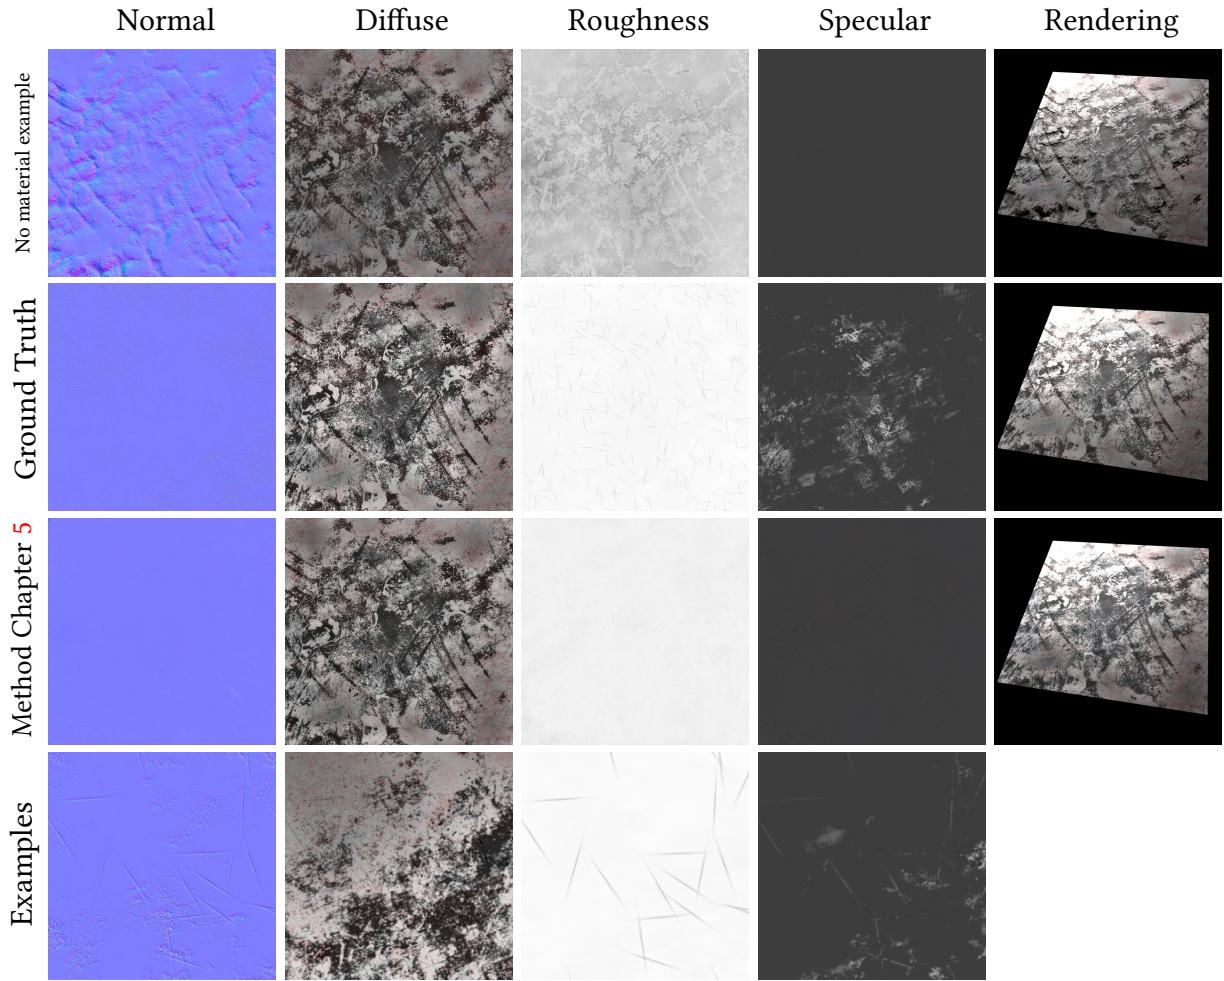 Normal Diffuse Roughness Specular Rendering
No material example
Ground Truth
Method Chapter 5
Examples